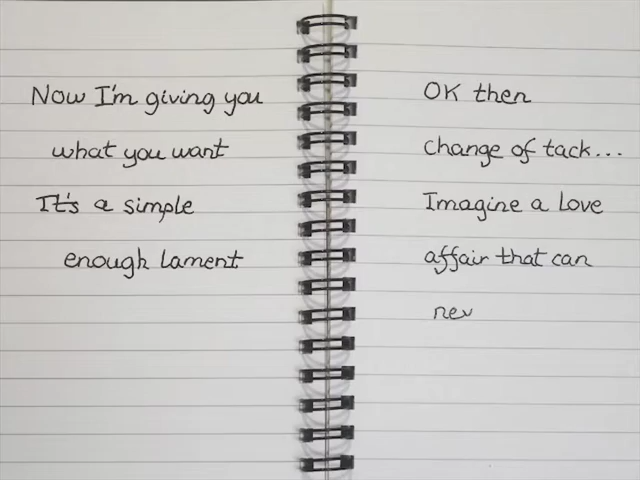 Now I'm giving you
what you want
It's a simple
enough lament
OK then
change of tack...
Imagine a love
affair that can
nev